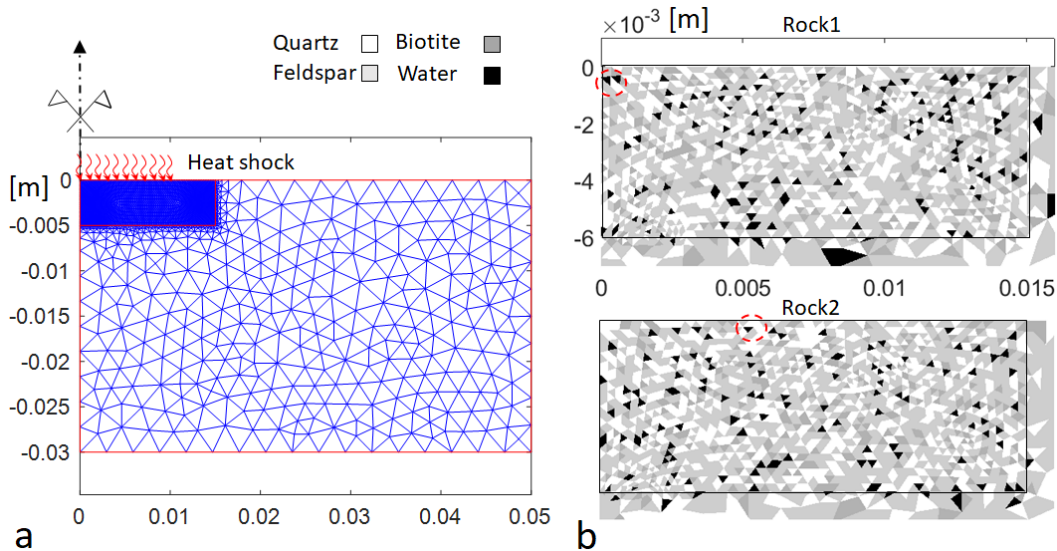 Quartz Biotite
Feldspar Water
Heat shock
[m]
0
-0.005
-0.01
-0.015
-0.02
-0.025
-0.03
0 0.01 0.02 0.03 0.04 0.05
a
×10⁻³ [m] Rock1
0
-2
-4
-6
0 0.005 0.01 0.015
Rock2
b